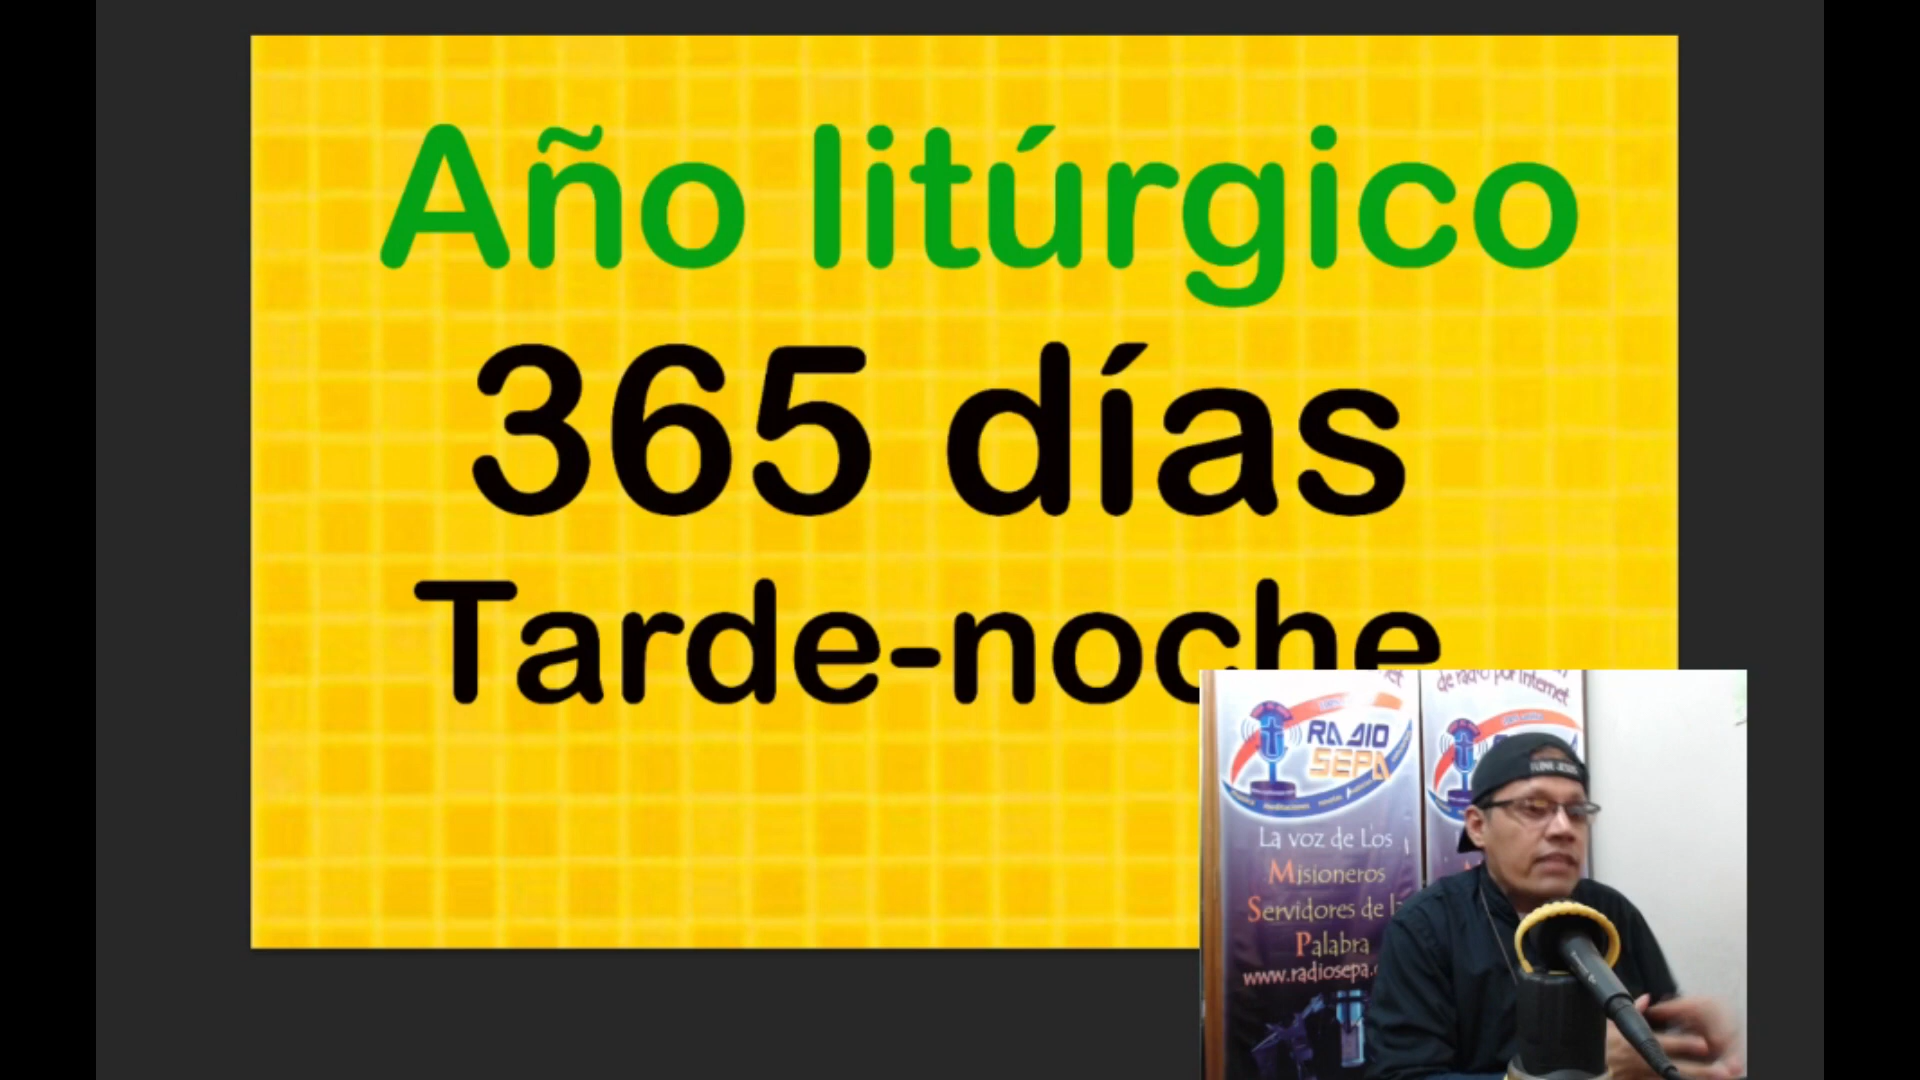 Año litúrgico
365 días
Tarde-noche
de radio por Internet
RADIO
SEPA
La voz de Los
Misioneros
Servidores de la
Palabra
www.radiosepa.